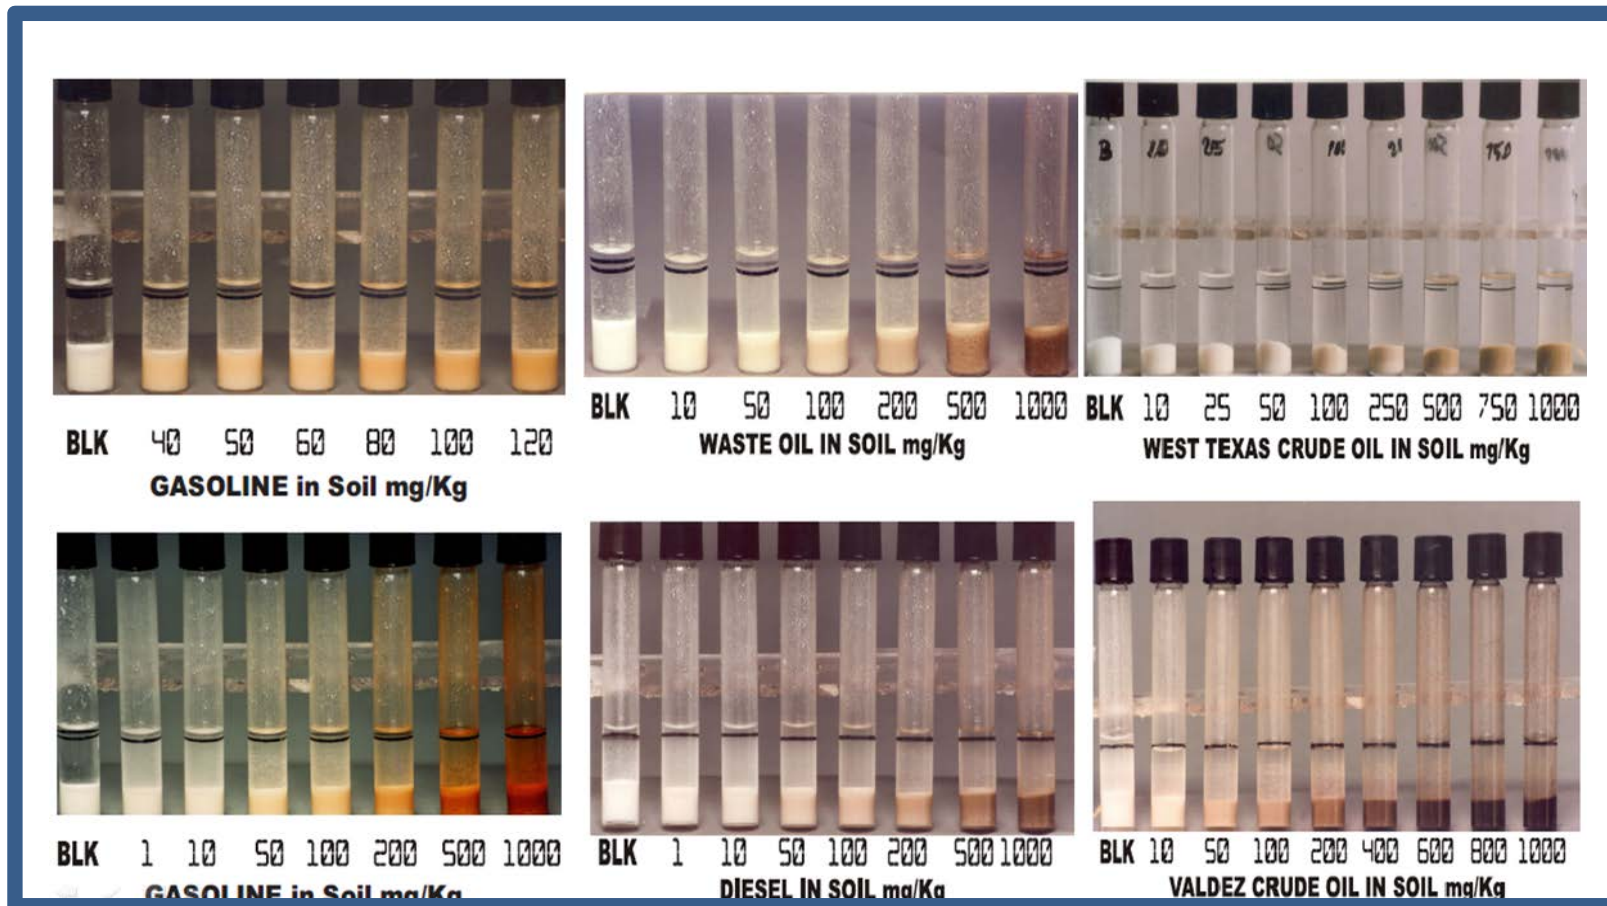 B 10 25 750
BLK 40 50 60 80 100 120
GASOLINE in Soil mg/Kg
BLK 10 50 100 200 500 1000
WASTE OIL IN SOIL mg/Kg
BLK 10 25 50 100 250 500 750 1000
WEST TEXAS CRUDE OIL IN SOIL mg/Kg
BLK 1 10 50 100 200 500 1000
GASOLINE in Soil mg/Kg
BLK 1 10 50 100 200 500 1000
DIESEL IN SOIL mg/Kg
BLK 10 50 100 200 400 600 800 1000
VALDEZ CRUDE OIL IN SOIL mg/Kg